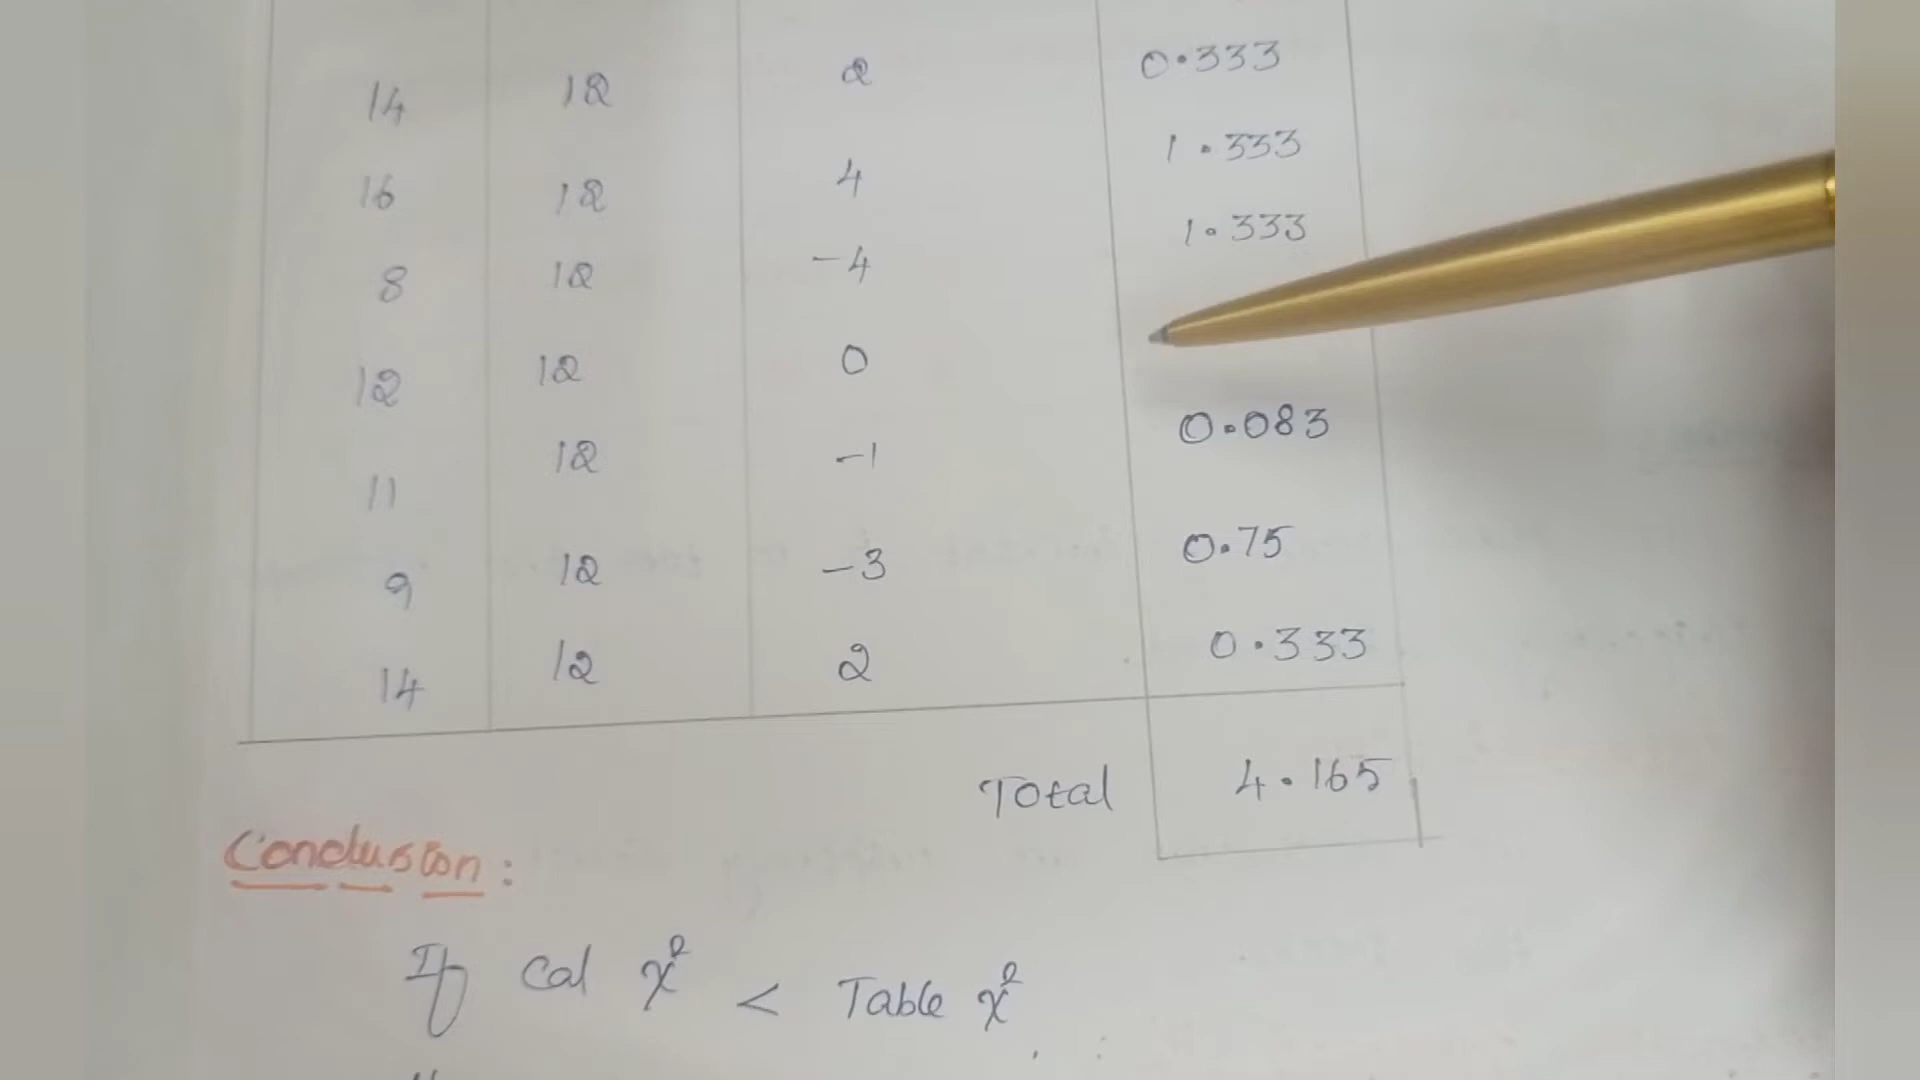 14 12 2 0.333
16 12 4 1.333
8 12 -4 1.333
12 12 0
11 12 -1 0.083
9 12 -3 0.75
14 12 2 0.333
Total 4.165
Conclusion:
If Cal χ² < Table χ²